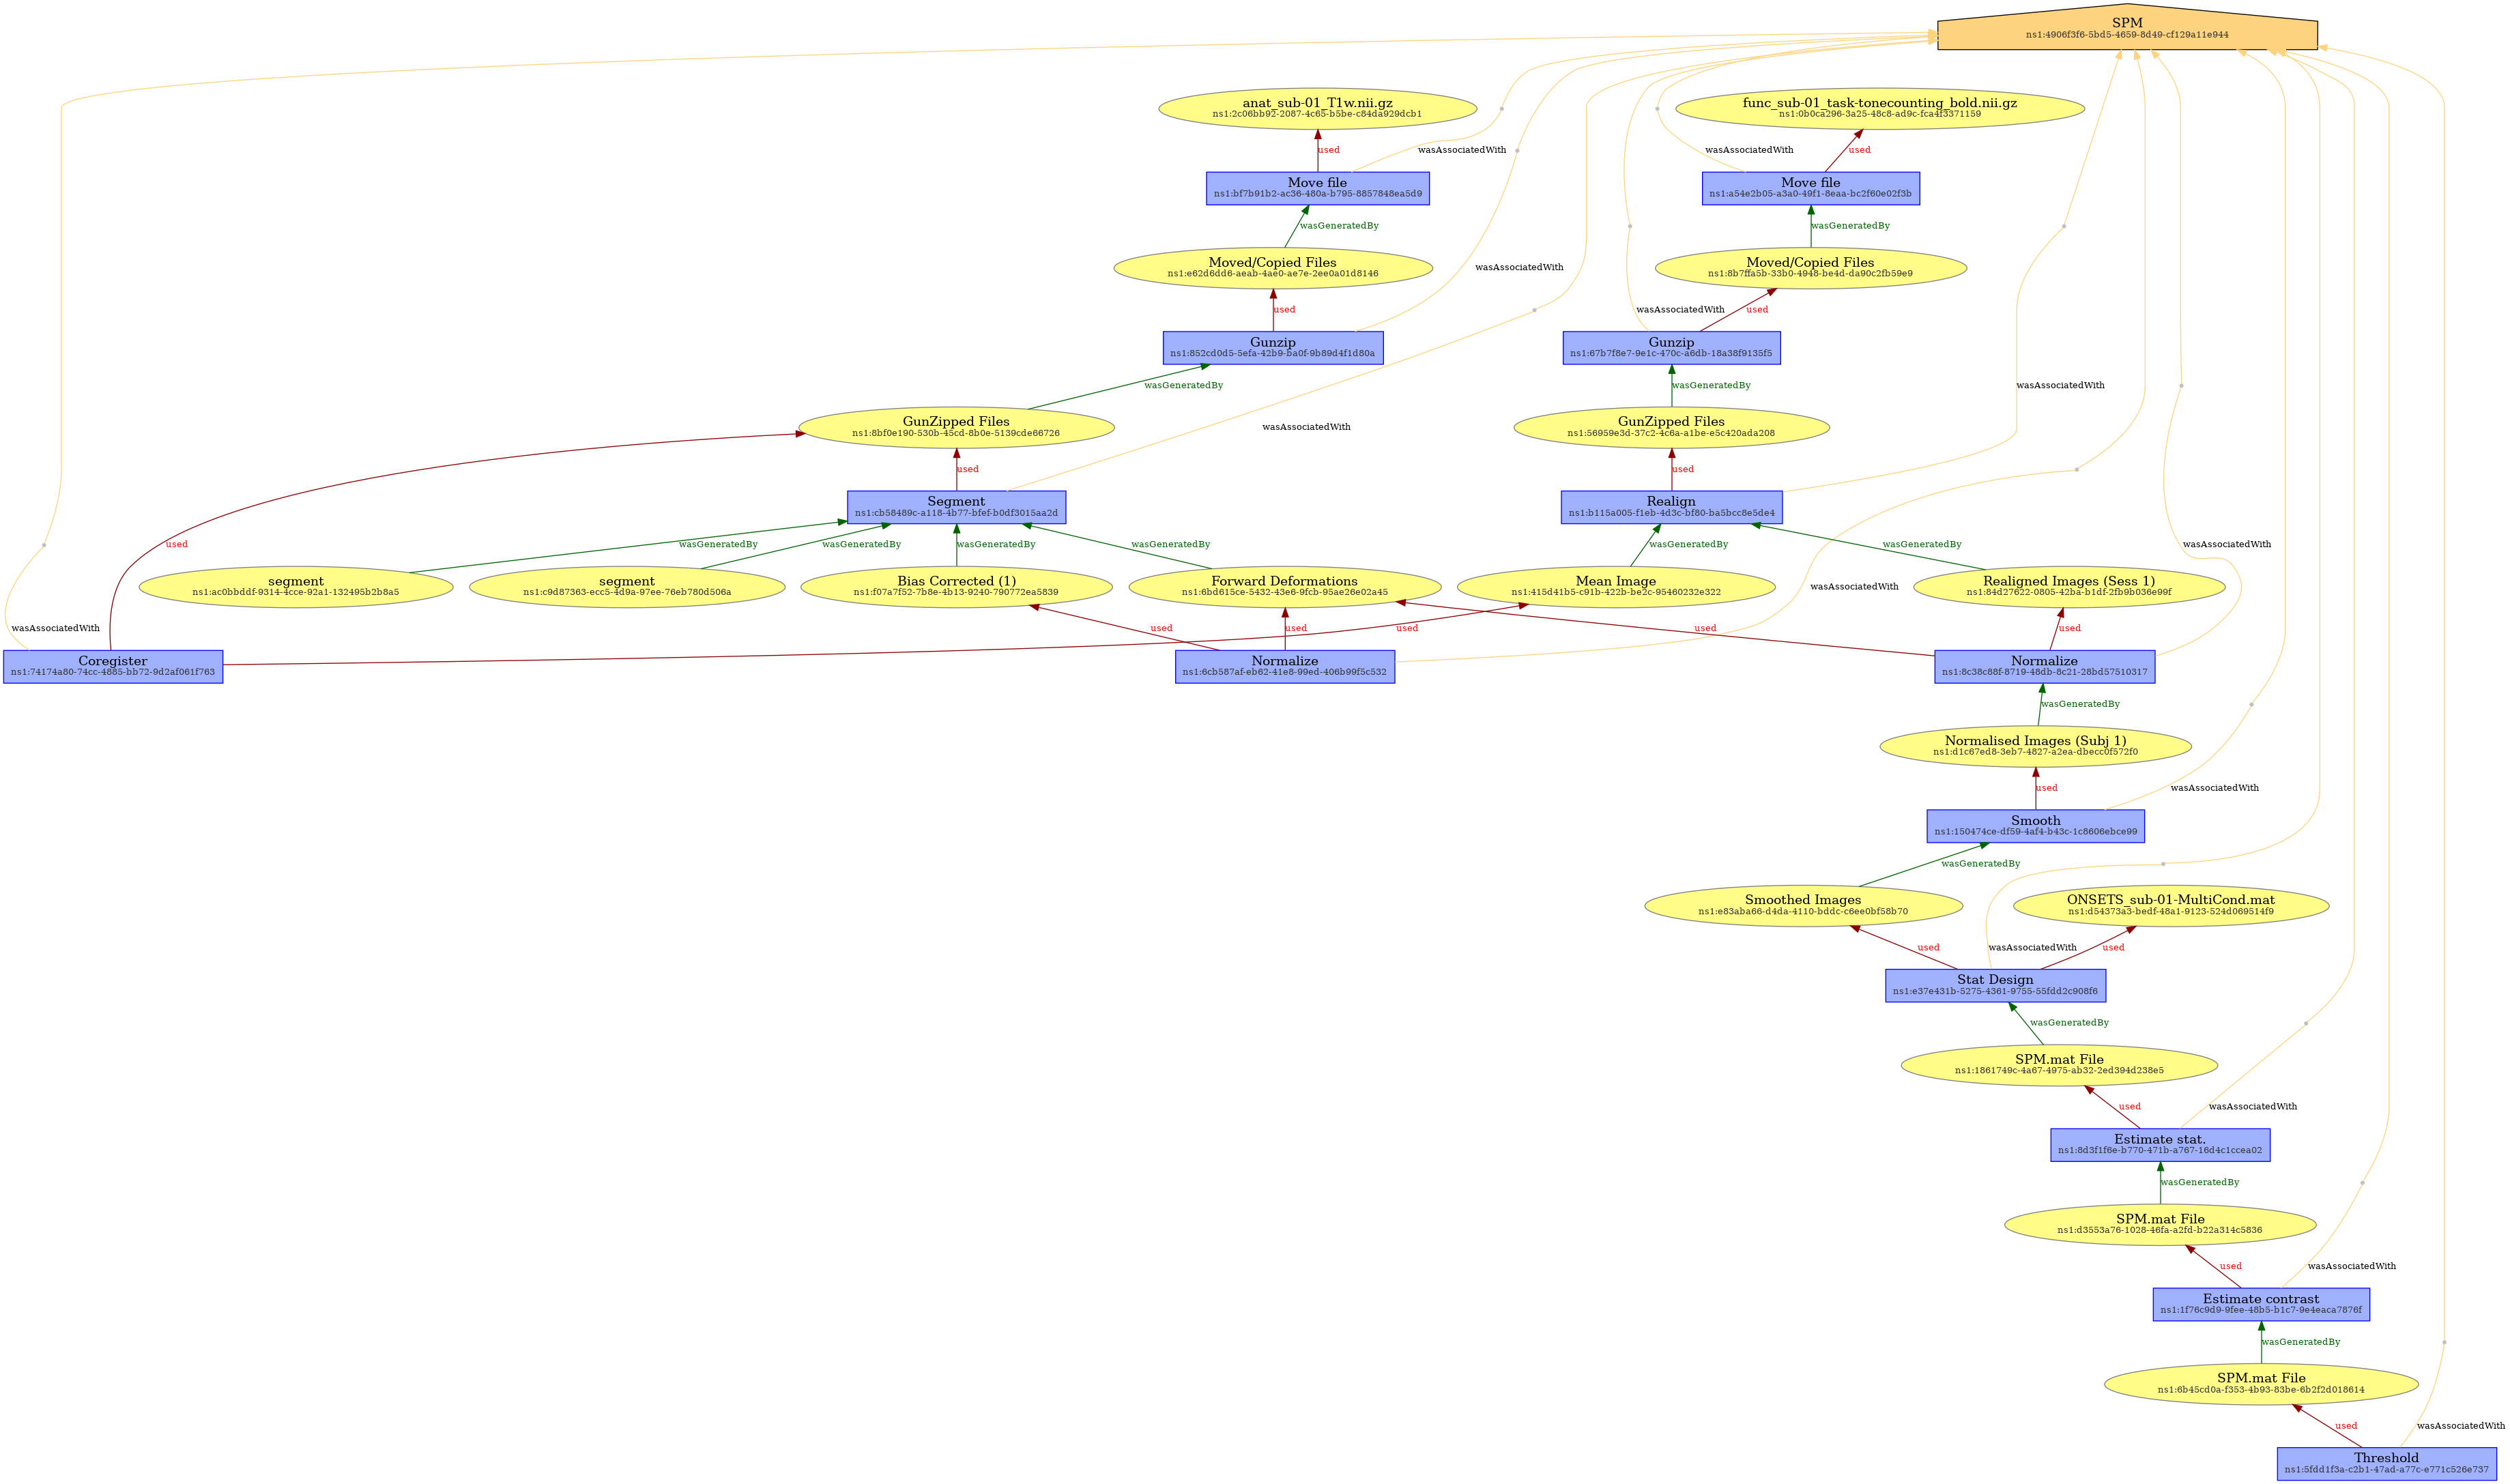 SPM
ns1:4906f3f6-5bd5-4659-8d49-cf129a11e944
anat_sub-01_T1w.nii.gz
ns1:2c06bb92-2087-4c65-b5be-c84da929dcb1
func_sub-01_task-tonecounting_bold.nii.gz
ns1:0b0ca296-3a25-48c8-ad9c-fca4f3371159
used
wasAssociatedWith
wasAssociatedWith
used
Move file
ns1:bf7b91b2-ac36-480a-b795-8857848ea5d9
Move file
ns1:a54e2b05-a3a0-49f1-8eaa-bc2f60e02f3b
wasGeneratedBy
wasGeneratedBy
Moved/Copied Files
ns1:e62d6dd6-aeab-4ae0-ae7e-2ee0a01d8146
wasAssociatedWith
Moved/Copied Files
ns1:8b7ffa5b-33b0-4948-be4d-da90c2fb59e9
used
wasAssociatedWith
used
Gunzip
ns1:852cd0d5-5efa-42b9-ba0f-9b89d4f1d80a
Gunzip
ns1:67b7f8e7-9e1c-470c-a6db-18a38f9135f5
wasGeneratedBy
wasGeneratedBy
wasAssociatedWith
GunZipped Files
ns1:8bf0e190-530b-45cd-8b0e-5139cde66726
wasAssociatedWith
GunZipped Files
ns1:56959e3d-37c2-4c6a-a1be-e5c420ada208
used
used
Segment
ns1:cb58489c-a118-4b77-bfef-b0df3015aa2d
Realign
ns1:b115a005-f1eb-4d3c-bf80-ba5bcc8e5de4
used
wasGeneratedBy
wasGeneratedBy
wasGeneratedBy
wasGeneratedBy
wasGeneratedBy
wasGeneratedBy
wasAssociatedWith
segment
ns1:ac0bbddf-9314-4cce-92a1-132495b2b8a5
segment
ns1:c9d87363-ecc5-4d9a-97ee-76eb780d506a
Bias Corrected (1)
ns1:f07a7f52-7b8e-4b13-9240-790772ea5839
Forward Deformations
ns1:6bd615ce-5432-43e6-9fcb-95ae26e02a45
Mean Image
ns1:415d41b5-c91b-422b-be2c-95460232e322
wasAssociatedWith
Realigned Images (Sess 1)
ns1:84d27622-0805-42ba-b1df-2fb9b036e99f
wasAssociatedWith
used
used
used
used
used
Coregister
ns1:74174a80-74cc-4885-bb72-9d2af061f763
Normalize
ns1:6cb587af-eb62-41e8-99ed-406b99f5c532
Normalize
ns1:8c38c88f-8719-48db-8c21-28bd57510317
wasGeneratedBy
Normalised Images (Subj 1)
ns1:d1c67ed8-3eb7-4827-a2ea-dbecc0f572f0
used
wasAssociatedWith
Smooth
ns1:150474ce-df59-4af4-b43c-1c8606ebce99
wasGeneratedBy
Smoothed Images
ns1:e83aba66-d4da-4110-bddc-c6ee0bf58b70
ONSETS_sub-01-MultiCond.mat
ns1:d54373a3-bedf-48a1-9123-524d069514f9
used
wasAssociatedWith
used
Stat Design
ns1:e37e431b-5275-4361-9755-55fdd2c908f6
wasGeneratedBy
SPM.mat File
ns1:1861749c-4a67-4975-ab32-2ed394d238e5
used
wasAssociatedWith
Estimate stat.
ns1:8d3f1f6e-b770-471b-a767-16d4c1ccea02
wasGeneratedBy
SPM.mat File
ns1:d3553a76-1028-46fa-a2fd-b22a314c5836
used
wasAssociatedWith
Estimate contrast
ns1:1f76c9d9-9fee-48b5-b1c7-9e4eaca7876f
wasGeneratedBy
SPM.mat File
ns1:6b45cd0a-f353-4b93-83be-6b2f2d018614
used
wasAssociatedWith
Threshold
ns1:5fdd1f3a-c2b1-47ad-a77c-e771c526e737